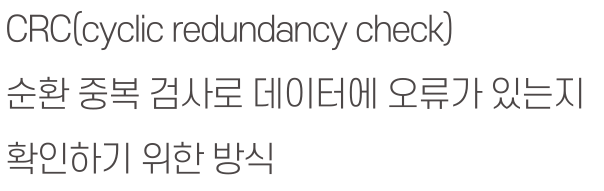 CRC(cyclic redundancy check)
순환 중복 검사로 데이터에 오류가 있는지
확인하기 위한 방식